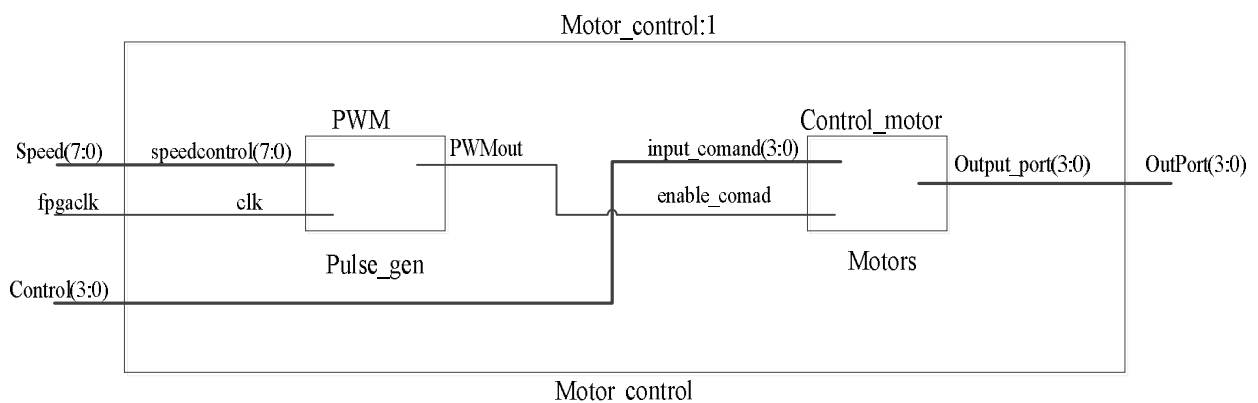 Motor_control:1
PWM
Control_motor
Speed(7:0)
speedcontrol(7:0)
PWMout
input_comand(3:0)
Output_port(3:0)
OutPort(3:0)
fpgaclk
clk
enable_comad
Pulse_gen
Motors
Control(3:0)
Motor control